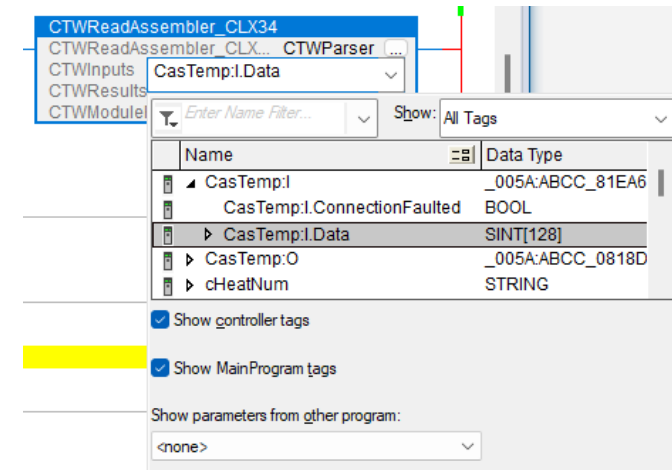 CTWReadAssembler_CLX34
CTWReadAssembler_CLX... CTWParser ...
CTWInputs CasTemp:I.Data
CTWResults
CTWModuleI
Enter Name Filter... Show: All Tags
Name Data Type
CasTemp:I _005A:ABCC_81EA6
CasTemp:I.ConnectionFaulted BOOL
CasTemp:I.Data SINT[128]
CasTemp:O _005A:ABCC_0818D
cHeatNum STRING
Show controller tags
Show MainProgram tags
Show parameters from other program:
<none>